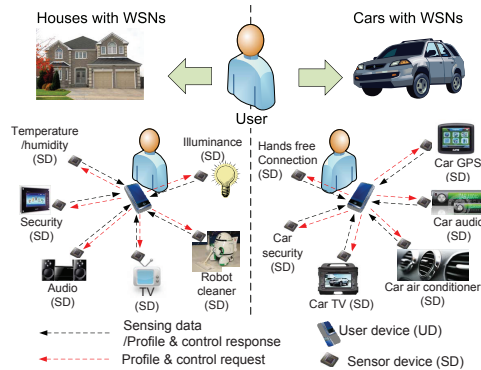 Houses with WSNs
Cars with WSNs
User
Temperature
/humidity
(SD)
Illuminance
(SD)
Hands free
Connection
(SD)
Car GPS
(SD)
Security
(SD)
Car
security
(SD)
Car audio
(SD)
Audio
(SD)
TV
(SD)
Robot
cleaner
(SD)
Car TV (SD)
Car air conditioner
(SD)
Sensing data
/Profile & control response
Profile & control request
User device (UD)
Sensor device (SD)